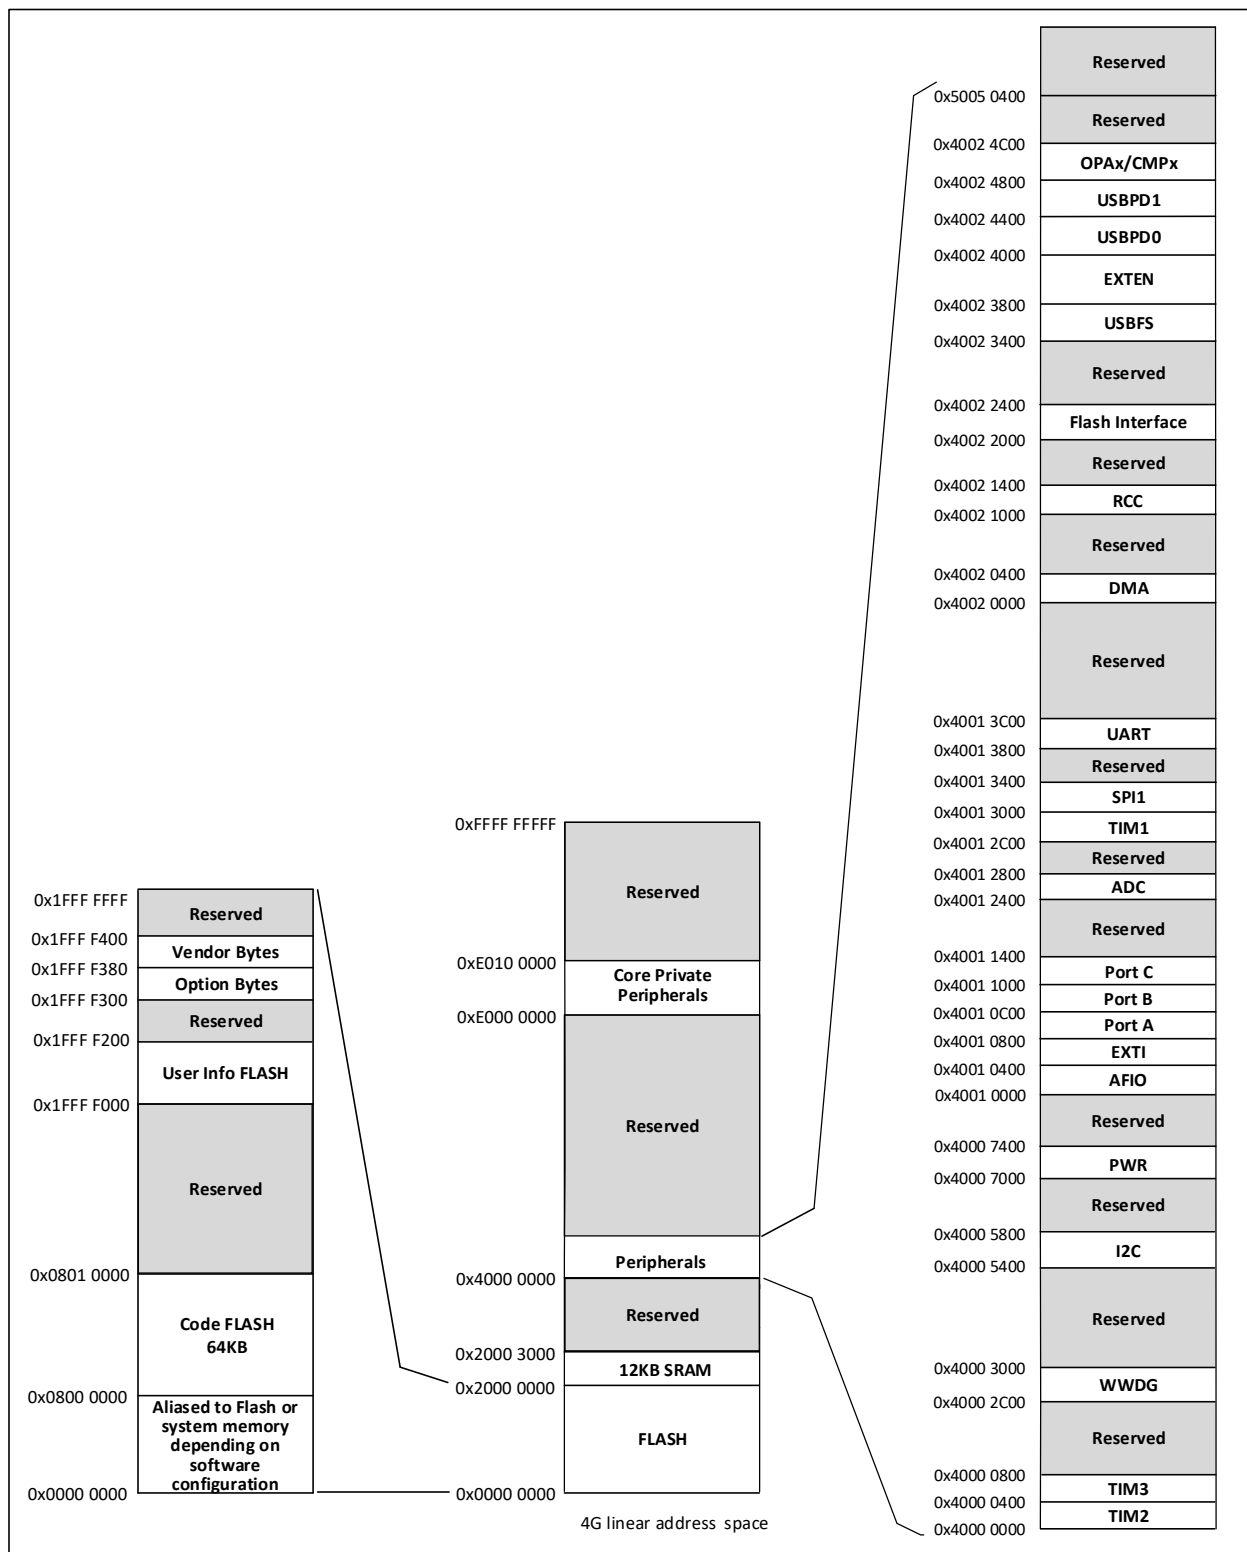 0x1FFF FFFF
Reserved
0x1FFF F400
Vendor Bytes
0x1FFF F380
Option Bytes
0x1FFF F300
Reserved
0x1FFF F200
User Info FLASH
0x1FFF F000
Reserved
0x0801 0000
Code FLASH
64KB
0x0800 0000
Aliased to Flash or
system memory
depending on
software
configuration
0x0000 0000
0xFFFF FFFFF
Reserved
0xE010 0000
Core Private
Peripherals
0xE000 0000
Reserved
Peripherals
0x4000 0000
Reserved
0x2000 3000
12KB SRAM
0x2000 0000
FLASH
0x0000 0000
4G linear address space
Reserved
0x5005 0400
Reserved
0x4002 4C00
OPAx/CMPx
0x4002 4800
USBPD1
0x4002 4400
USBPD0
0x4002 4000
EXTEN
0x4002 3800
USBFS
0x4002 3400
Reserved
0x4002 2400
Flash Interface
0x4002 2000
Reserved
0x4002 1400
RCC
0x4002 1000
Reserved
0x4002 0400
DMA
0x4002 0000
Reserved
0x4001 3C00
UART
0x4001 3800
Reserved
0x4001 3400
SPI1
0x4001 3000
TIM1
0x4001 2C00
Reserved
0x4001 2800
ADC
0x4001 2400
Reserved
0x4001 1400
Port C
0x4001 1000
Port B
0x4001 0C00
Port A
0x4001 0800
EXTI
0x4001 0400
AFIO
0x4001 0000
Reserved
0x4000 7400
PWR
0x4000 7000
Reserved
0x4000 5800
I2C
0x4000 5400
Reserved
0x4000 3000
WWDG
0x4000 2C00
Reserved
0x4000 0800
TIM3
0x4000 0400
TIM2
0x4000 0000